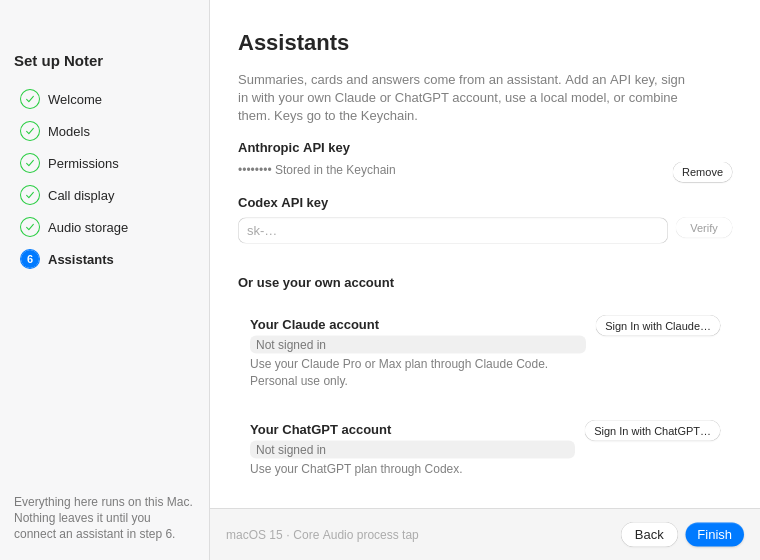 Set up Noter
Welcome
Models
Permissions
Call display
Audio storage
6 Assistants
Everything here runs on this Mac.
Nothing leaves it until you
connect an assistant in step 6.
Assistants
Summaries, cards and answers come from an assistant. Add an API key, sign
in with your own Claude or ChatGPT account, use a local model, or combine
them. Keys go to the Keychain.
Anthropic API key
•••••••• Stored in the Keychain
Remove
Codex API key
sk-…
Verify
Or use your own account
Your Claude account
Sign In with Claude…
Not signed in
Use your Claude Pro or Max plan through Claude Code.
Personal use only.
Your ChatGPT account
Sign In with ChatGPT…
Not signed in
Use your ChatGPT plan through Codex.
macOS 15 · Core Audio process tap
Back
Finish